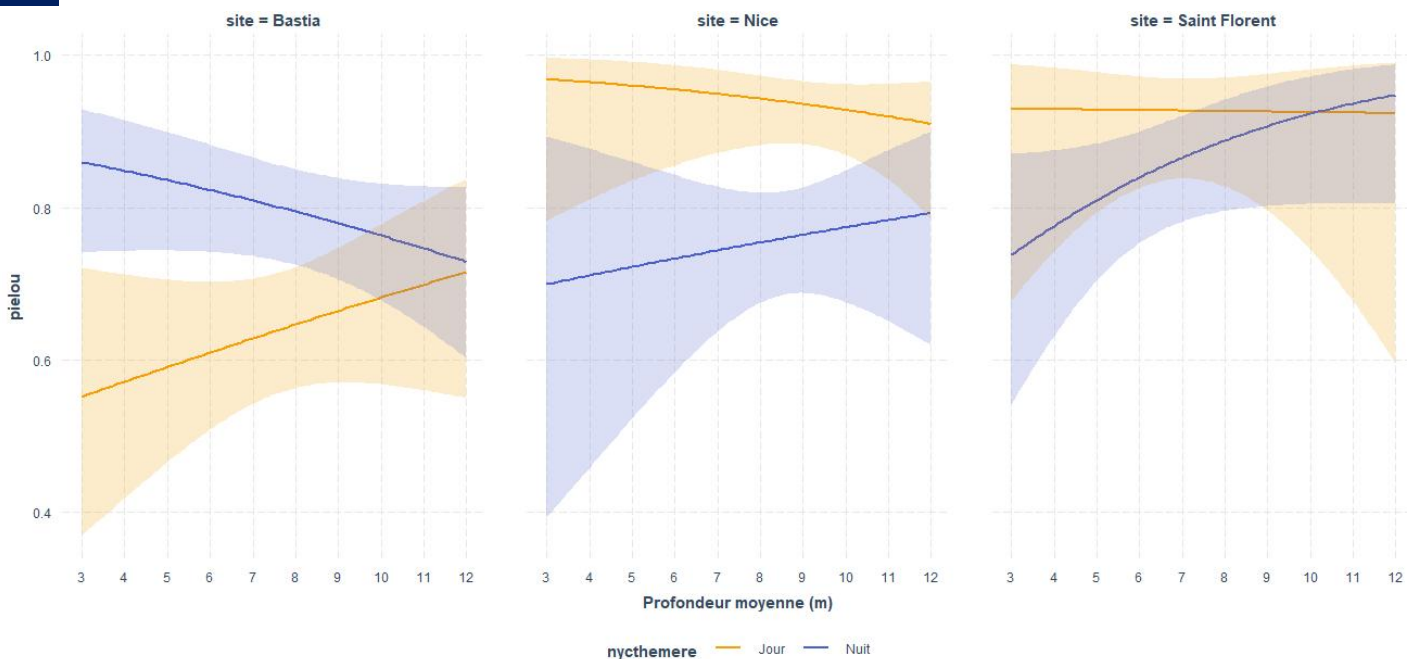 site = Bastia
site = Nice
site = Saint Florent
pielou
1.0
0.8
0.6
0.4
3 4 5 6 7 8 9 10 11 12
3 4 5 6 7 8 9 10 11 12
3 4 5 6 7 8 9 10 11 12
Profondeur moyenne (m)
nycthemere Jour Nuit